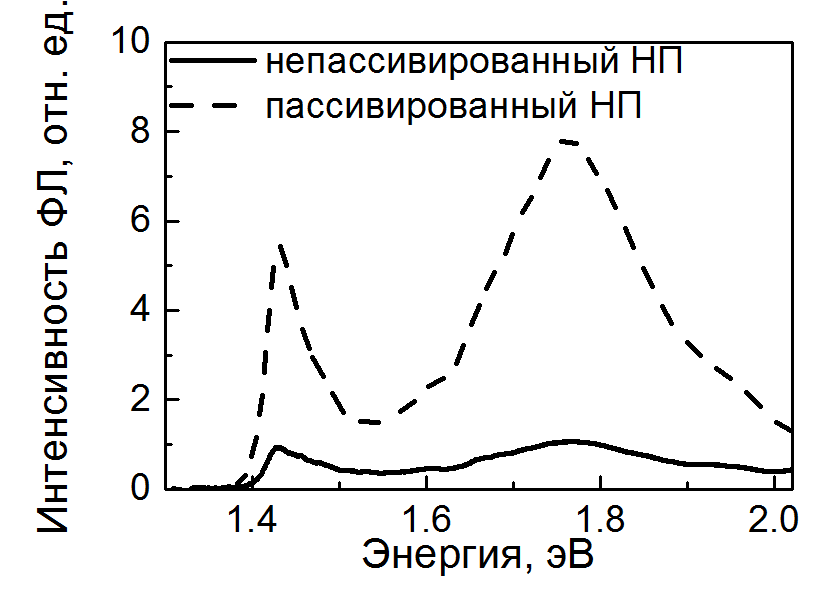 Интенсивность ФЛ, отн. ед.
10
8
6
4
2
0
непассивированный НП
пассивированный НП
1.4 1.6 1.8 2.0
Энергия, эВ